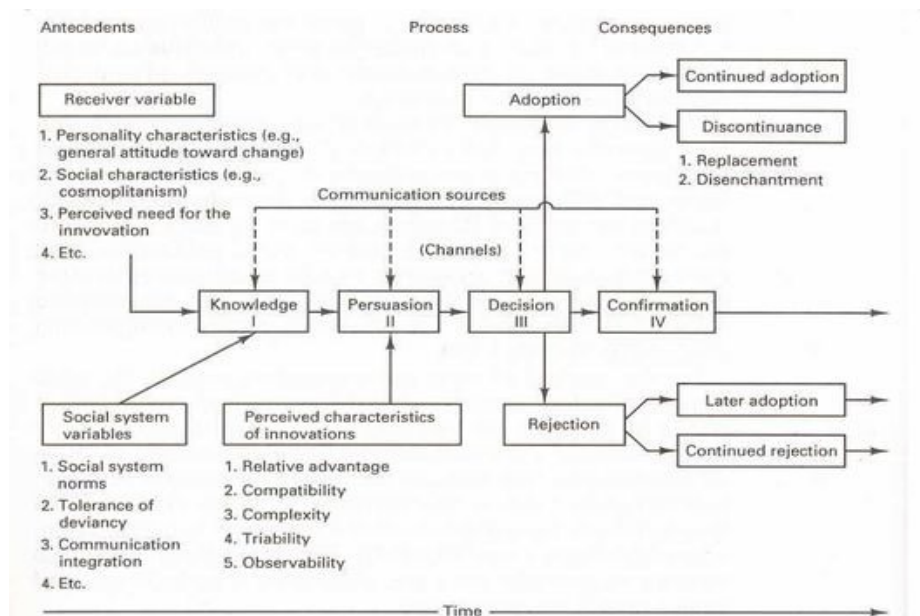 Antecedents
Process
Consequences
Receiver variable
1. Personality characteristics (e.g.,
general attitude toward change)
2. Social characteristics (e.g.,
cosmoplitanism)
3. Perceived need for the
innvovation
4. Etc.
Adoption
Continued adoption
Discontinuance
1. Replacement
2. Disenchantment
Communication sources
(Channels)
Knowledge
I
Persuasion
II
Decision
III
Confirmation
IV
Social system
variables
1. Social system
norms
2. Tolerance of
deviancy
3. Communication
integration
4. Etc.
Perceived characteristics
of innovations
1. Relative advantage
2. Compatibility
3. Complexity
4. Triability
5. Observability
Rejection
Later adoption
Continued rejection
Time